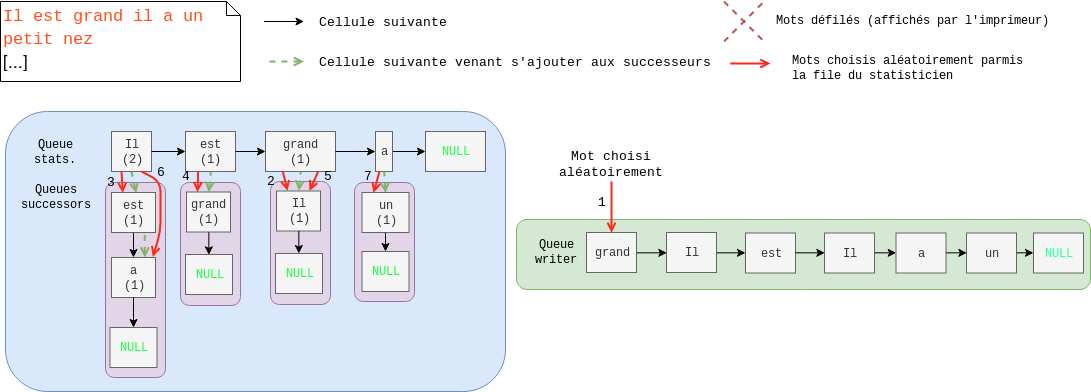 Il est grand il a un
petit nez
[...]
Cellule suivante
Cellule suivante venant s'ajouter aux successeurs
Mots défilés (affichés par l'imprimeur)
Mots choisis aléatoirement parmis
la file du statisticien
Queue
stats.
Il
(2)
est
(1)
grand
(1)
a
NULL
3
6
4
2
5
7
Queues
successors
est
(1)
grand
(1)
Il
(1)
un
(1)
a
(1)
NULL
NULL
NULL
NULL
Mot choisi
aléatoirement
1
Queue
writer
grand
Il
est
Il
a
un
NULL